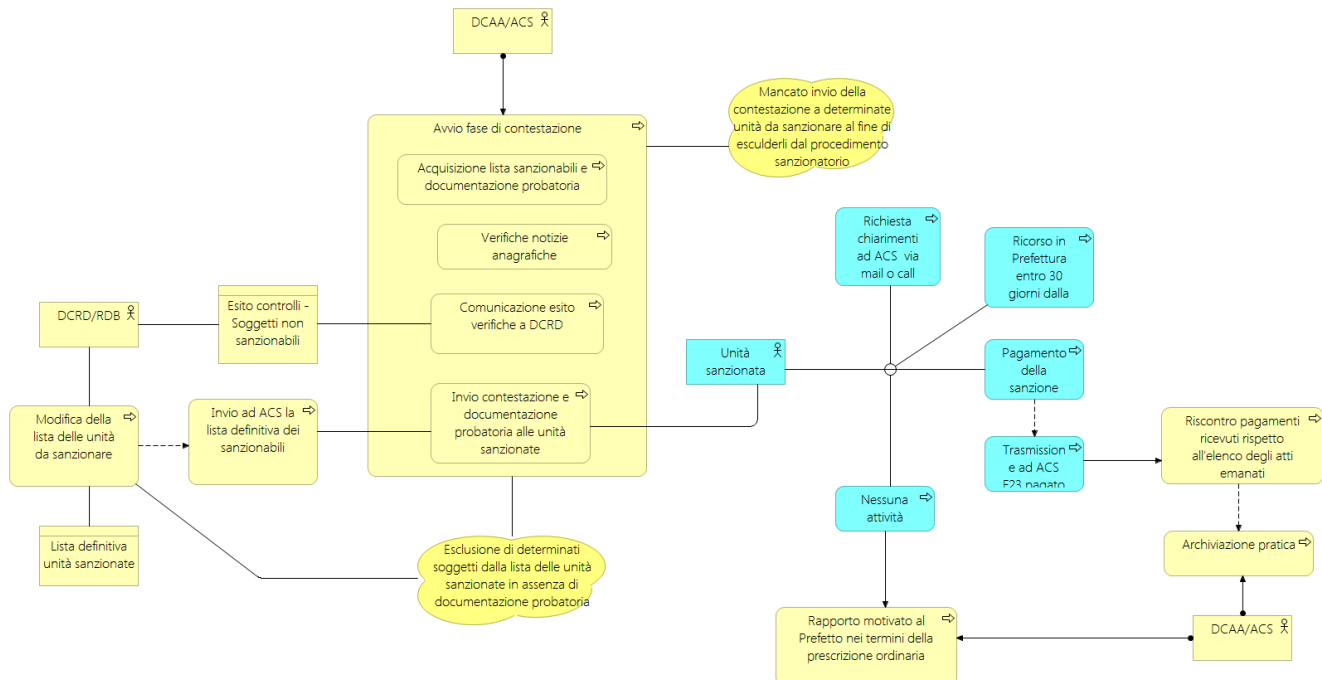 DCAA/ACS
Avvio fase di contestazione
Acquisizione lista sanzionabili e
documentazione probatoria
Verifiche notizie
anagrafiche
Comunicazione esito
verifiche a DCRD
Invio contestazione e
documentazione
probatoria alle unità
sanzionate
Mancato invio della
contestazione a determinate
unità da sanzionare al fine di
esculderli dal procedimento
sanzionatorio
DCRD/RDB
Esito controlli -
Soggetti non
sanzionabili
Modifica della
lista delle unità
da sanzionare
Invio ad ACS la
lista definitiva dei
sanzionabili
Lista definitiva
unità sanzionate
Esclusione di determinati
soggetti dalla lista delle unità
sanzionate in assenza di
documentazione probatoria
Unità
sanzionata
Richiesta
chiarimenti
ad ACS via
mail o call
Ricorso in
Prefettura
entro 30
giorni dalla
Pagamento
della
sanzione
Trasmission
e ad ACS
F23 pagato
Nessuna
attività
Riscontro pagamenti
ricevuti rispetto
all'elenco degli atti
emanati
Archiviazione pratica
Rapporto motivato al
Prefetto nei termini della
prescrizione ordinaria
DCAA/ACS